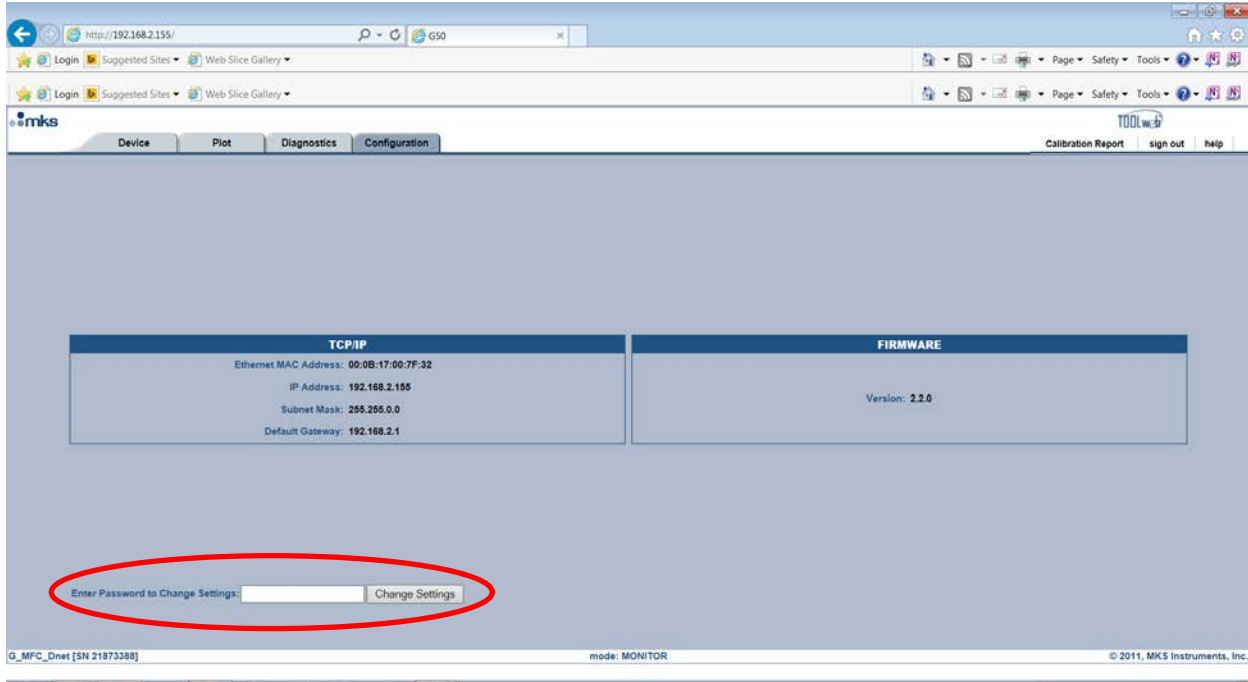 http://192.168.2.155/ G50
Login Suggested Sites Web Slice Gallery Page Safety Tools
Login Suggested Sites Web Slice Gallery Page Safety Tools
mks TOOLweb
Device Plot Diagnostics Configuration Calibration Report sign out help
TCP/IP FIRMWARE
Ethernet MAC Address: 00:0B:17:00:7F:32
IP Address: 192.168.2.155
Version: 2.2.0
Subnet Mask: 255.255.0.0
Default Gateway: 192.168.2.1
Enter Password to Change Settings: Change Settings
G_MFC_Dnet [SN 21873388] mode: MONITOR © 2011, MKS Instruments, Inc.